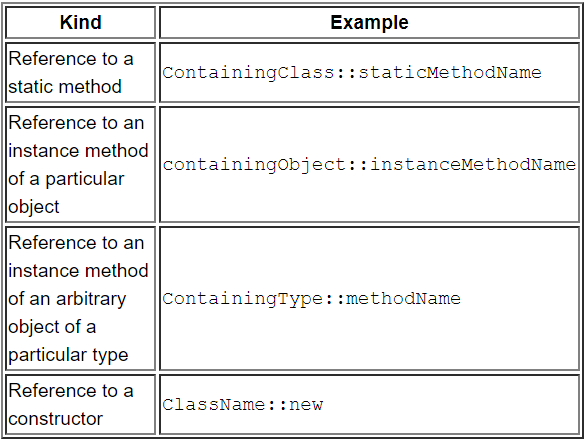 Kind
Example
Reference to a
static method
ContainingClass::staticMethodName
Reference to an
instance method
of a particular
object
containingObject::instanceMethodName
Reference to an
instance method
of an arbitrary
object of a
particular type
ContainingType::methodName
Reference to a
constructor
ClassName::new